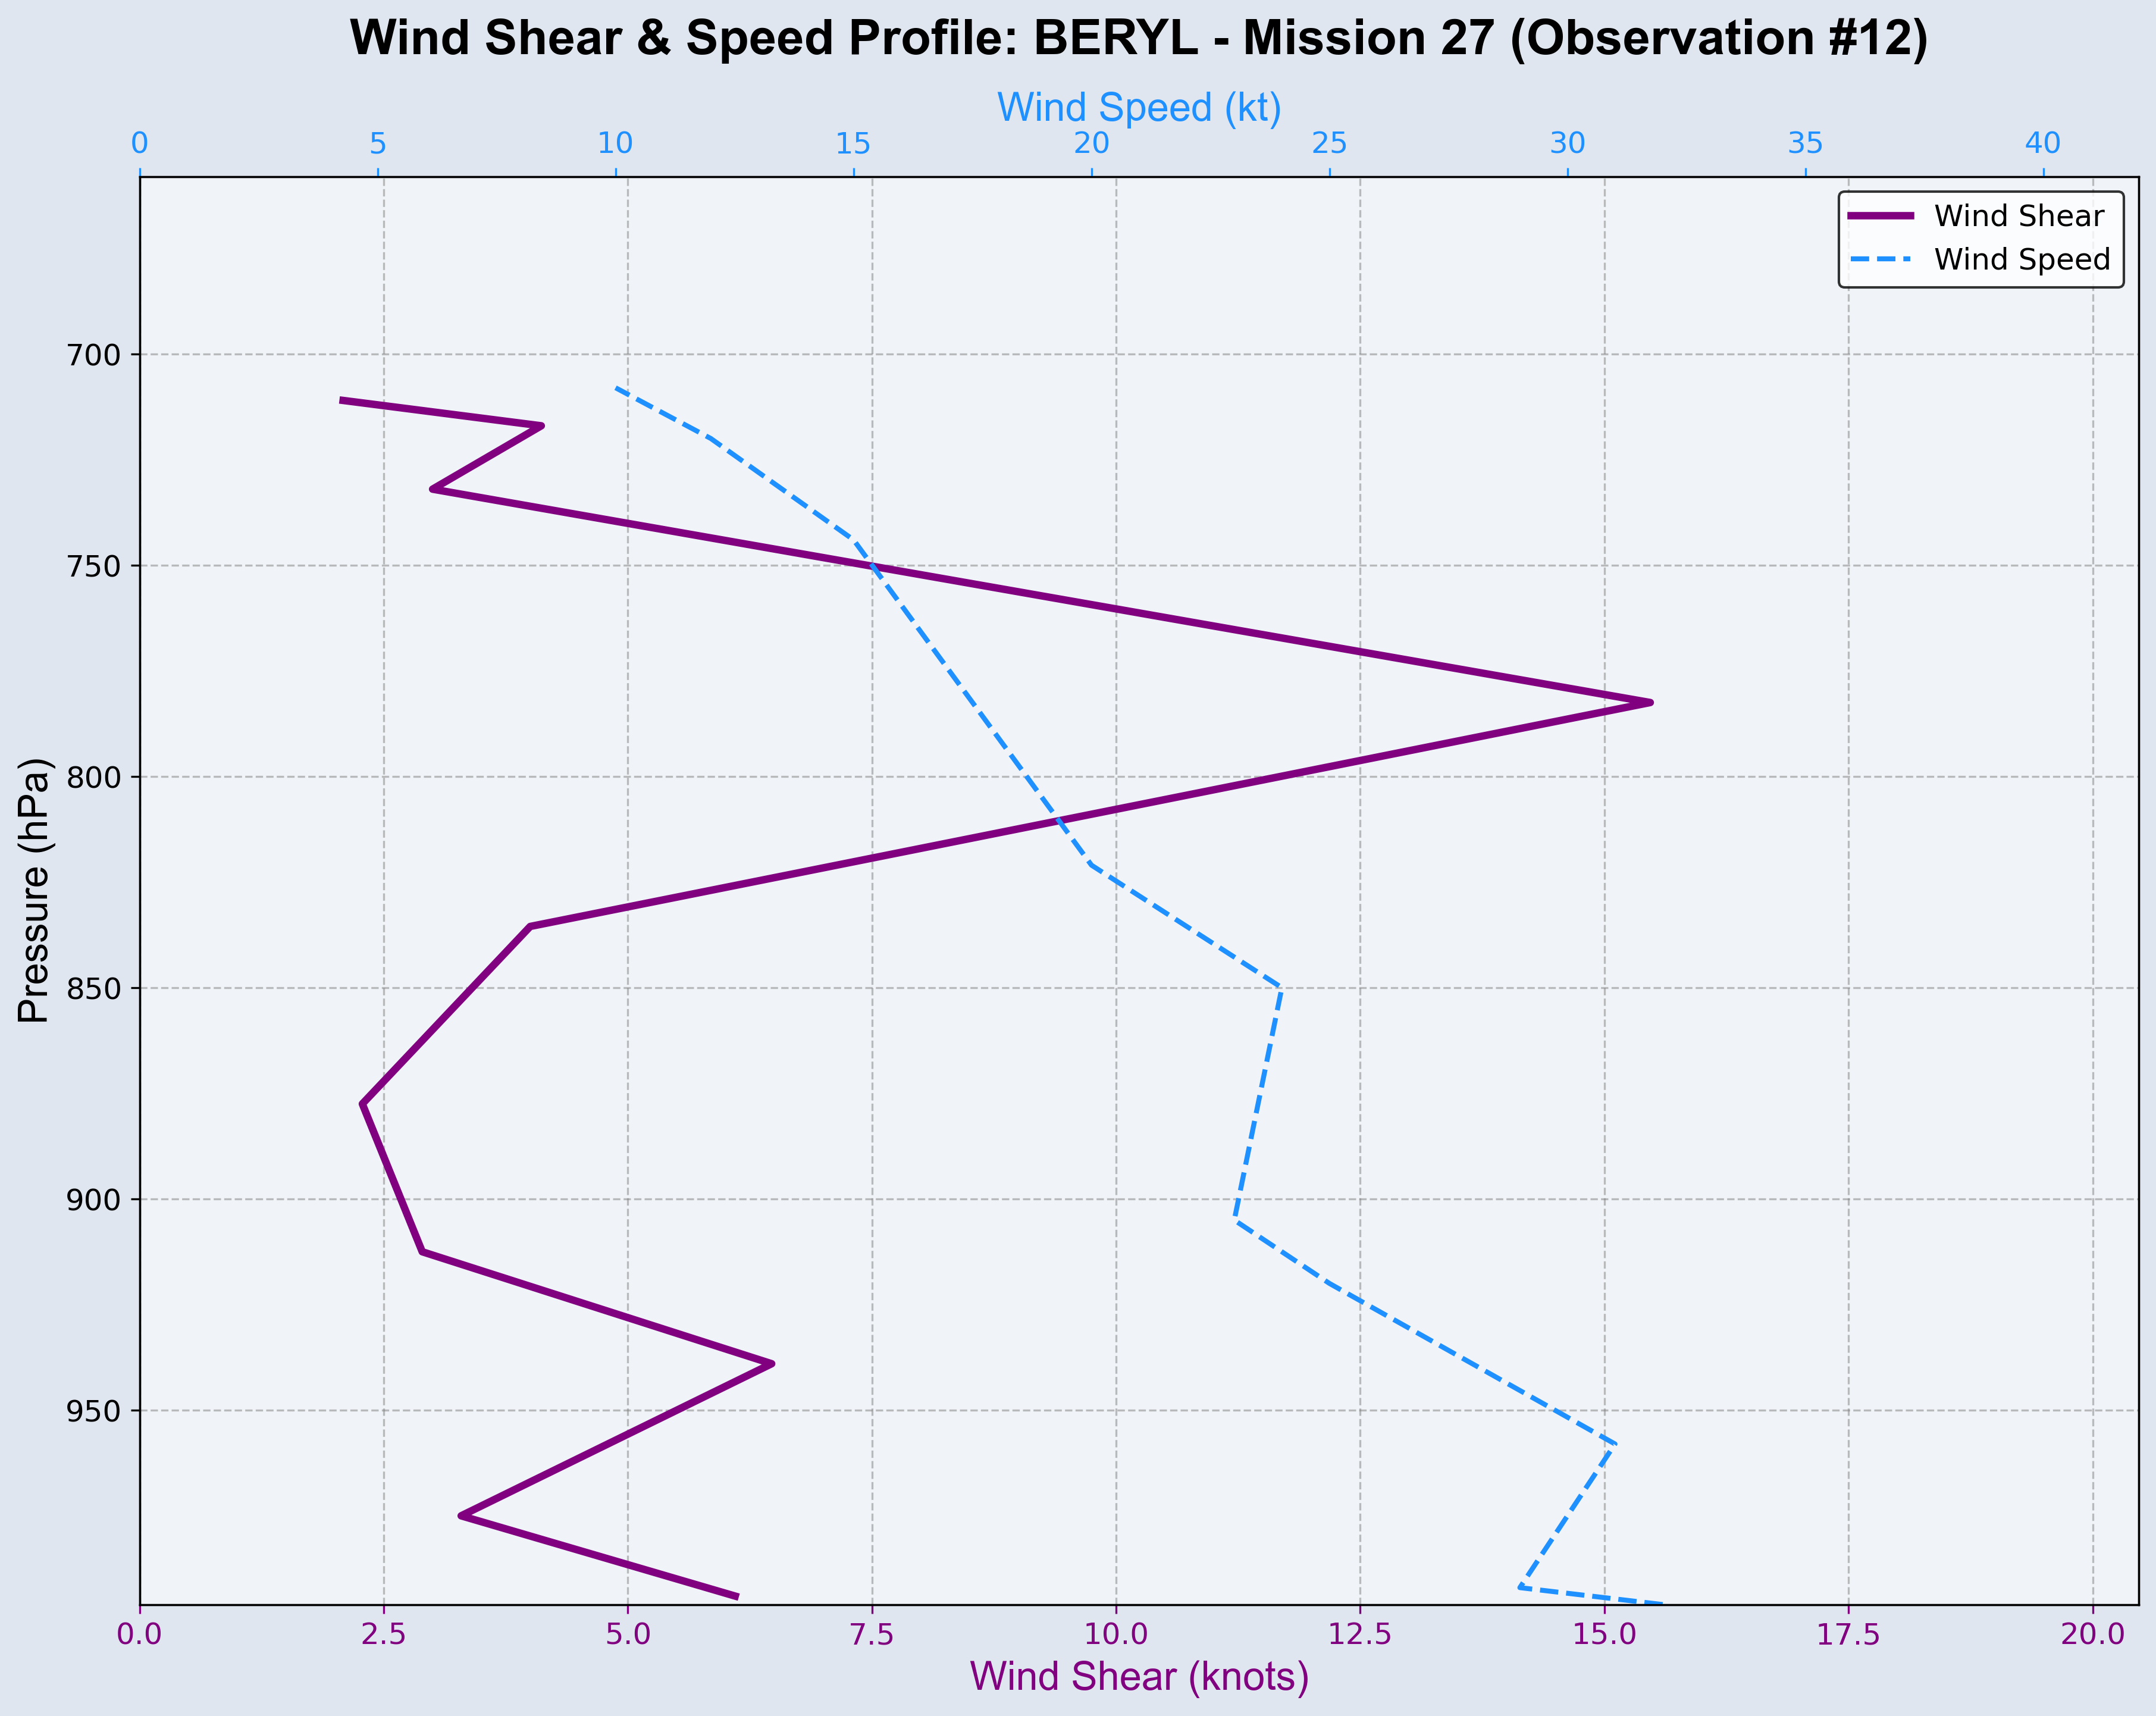 Wind Shear & Speed Profile: BERYL - Mission 27 (Observation #12)
Wind Speed (kt)
0 5 10 15 20 25 30 35 40
Wind Shear
Wind Speed
700
750
800
850
900
950
Pressure (hPa)
0.0 2.5 5.0 7.5 10.0 12.5 15.0 17.5 20.0
Wind Shear (knots)